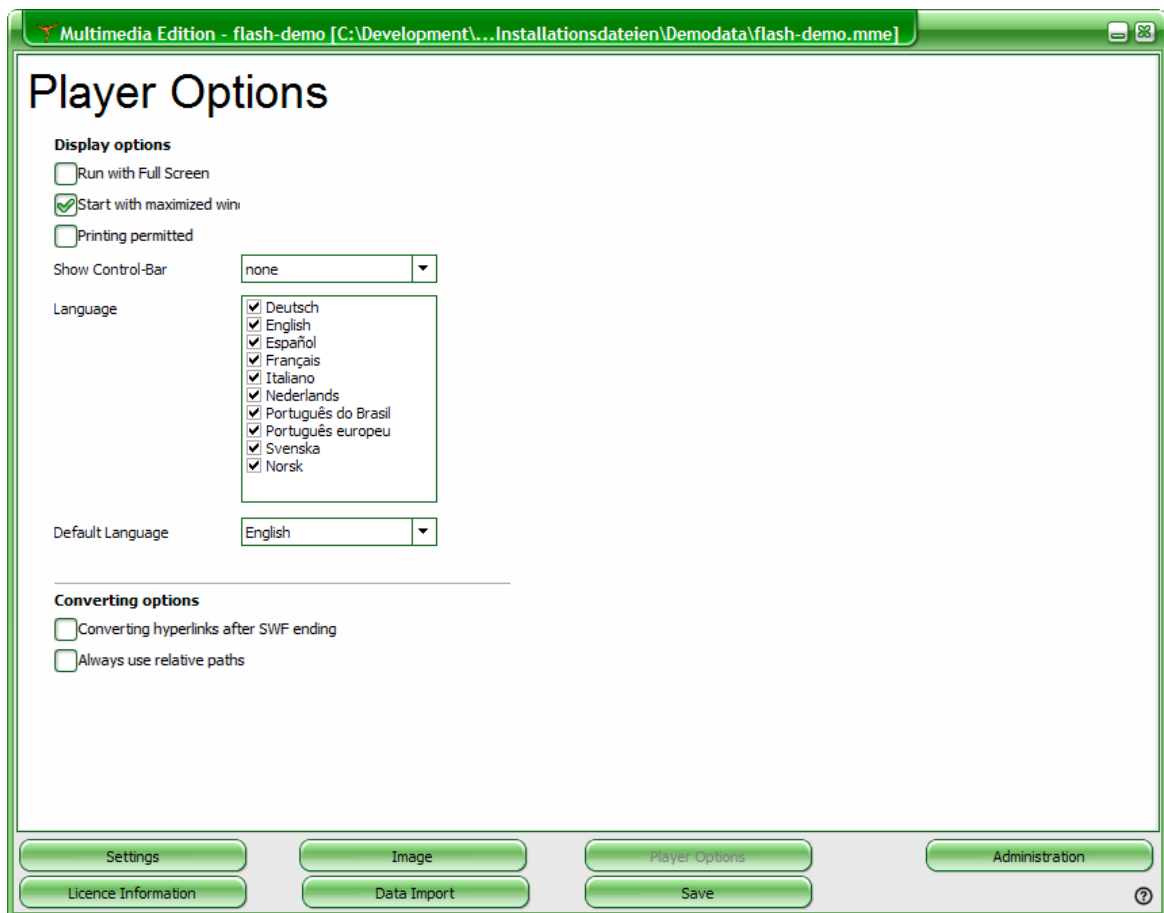 Multimedia Edition - flash-demo [C:\Development\...Installationsdateien\Demodata\flash-demo.mme]
Player Options
Display options
Run with Full Screen
Start with maximized win
Printing permitted
Show Control-Bar none
Language
Deutsch
English
Español
Français
Italiano
Nederlands
Português do Brasil
Português europeu
Svenska
Norsk
Default Language English
Converting options
Converting hyperlinks after SWF ending
Always use relative paths
Settings Image Player Options Administration
Licence Information Data Import Save